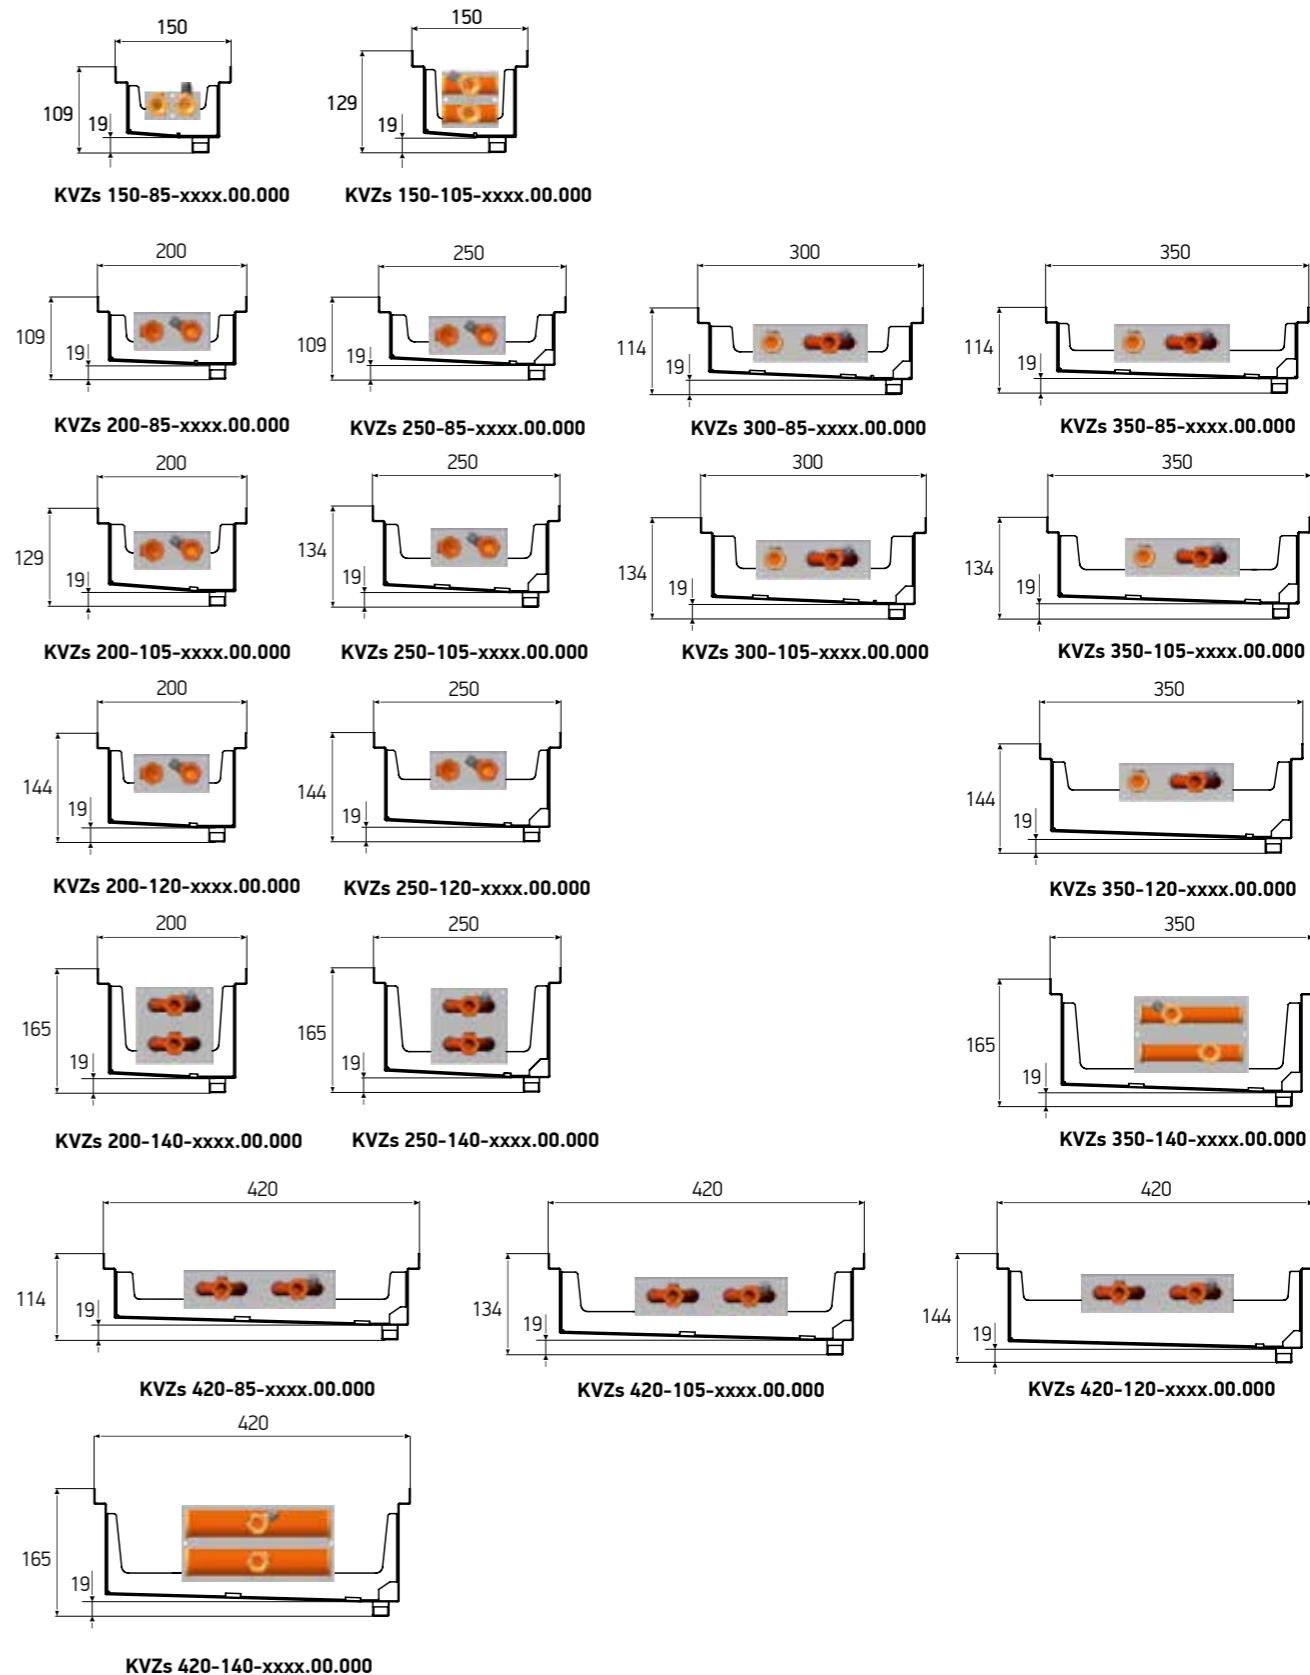 150 150
109 19 129 19
KVZs 150-85-xxxx.00.000 KVZs 150-105-xxxx.00.000
200 250 300 350
109 19 109 19 114 19 114 19
KVZs 200-85-xxxx.00.000 KVZs 250-85-xxxx.00.000 KVZs 300-85-xxxx.00.000 KVZs 350-85-xxxx.00.000
200 250 300 350
129 19 134 19 134 19 134 19
KVZs 200-105-xxxx.00.000 KVZs 250-105-xxxx.00.000 KVZs 300-105-xxxx.00.000 KVZs 350-105-xxxx.00.000
200 250 350
144 19 144 19 144 19
KVZs 200-120-xxxx.00.000 KVZs 250-120-xxxx.00.000 KVZs 350-120-xxxx.00.000
200 250 350
165 19 165 19 165 19
KVZs 200-140-xxxx.00.000 KVZs 250-140-xxxx.00.000 KVZs 350-140-xxxx.00.000
420 420 420
114 19 134 19 144 19
KVZs 420-85-xxxx.00.000 KVZs 420-105-xxxx.00.000 KVZs 420-120-xxxx.00.000
420
165 19
KVZs 420-140-xxxx.00.000